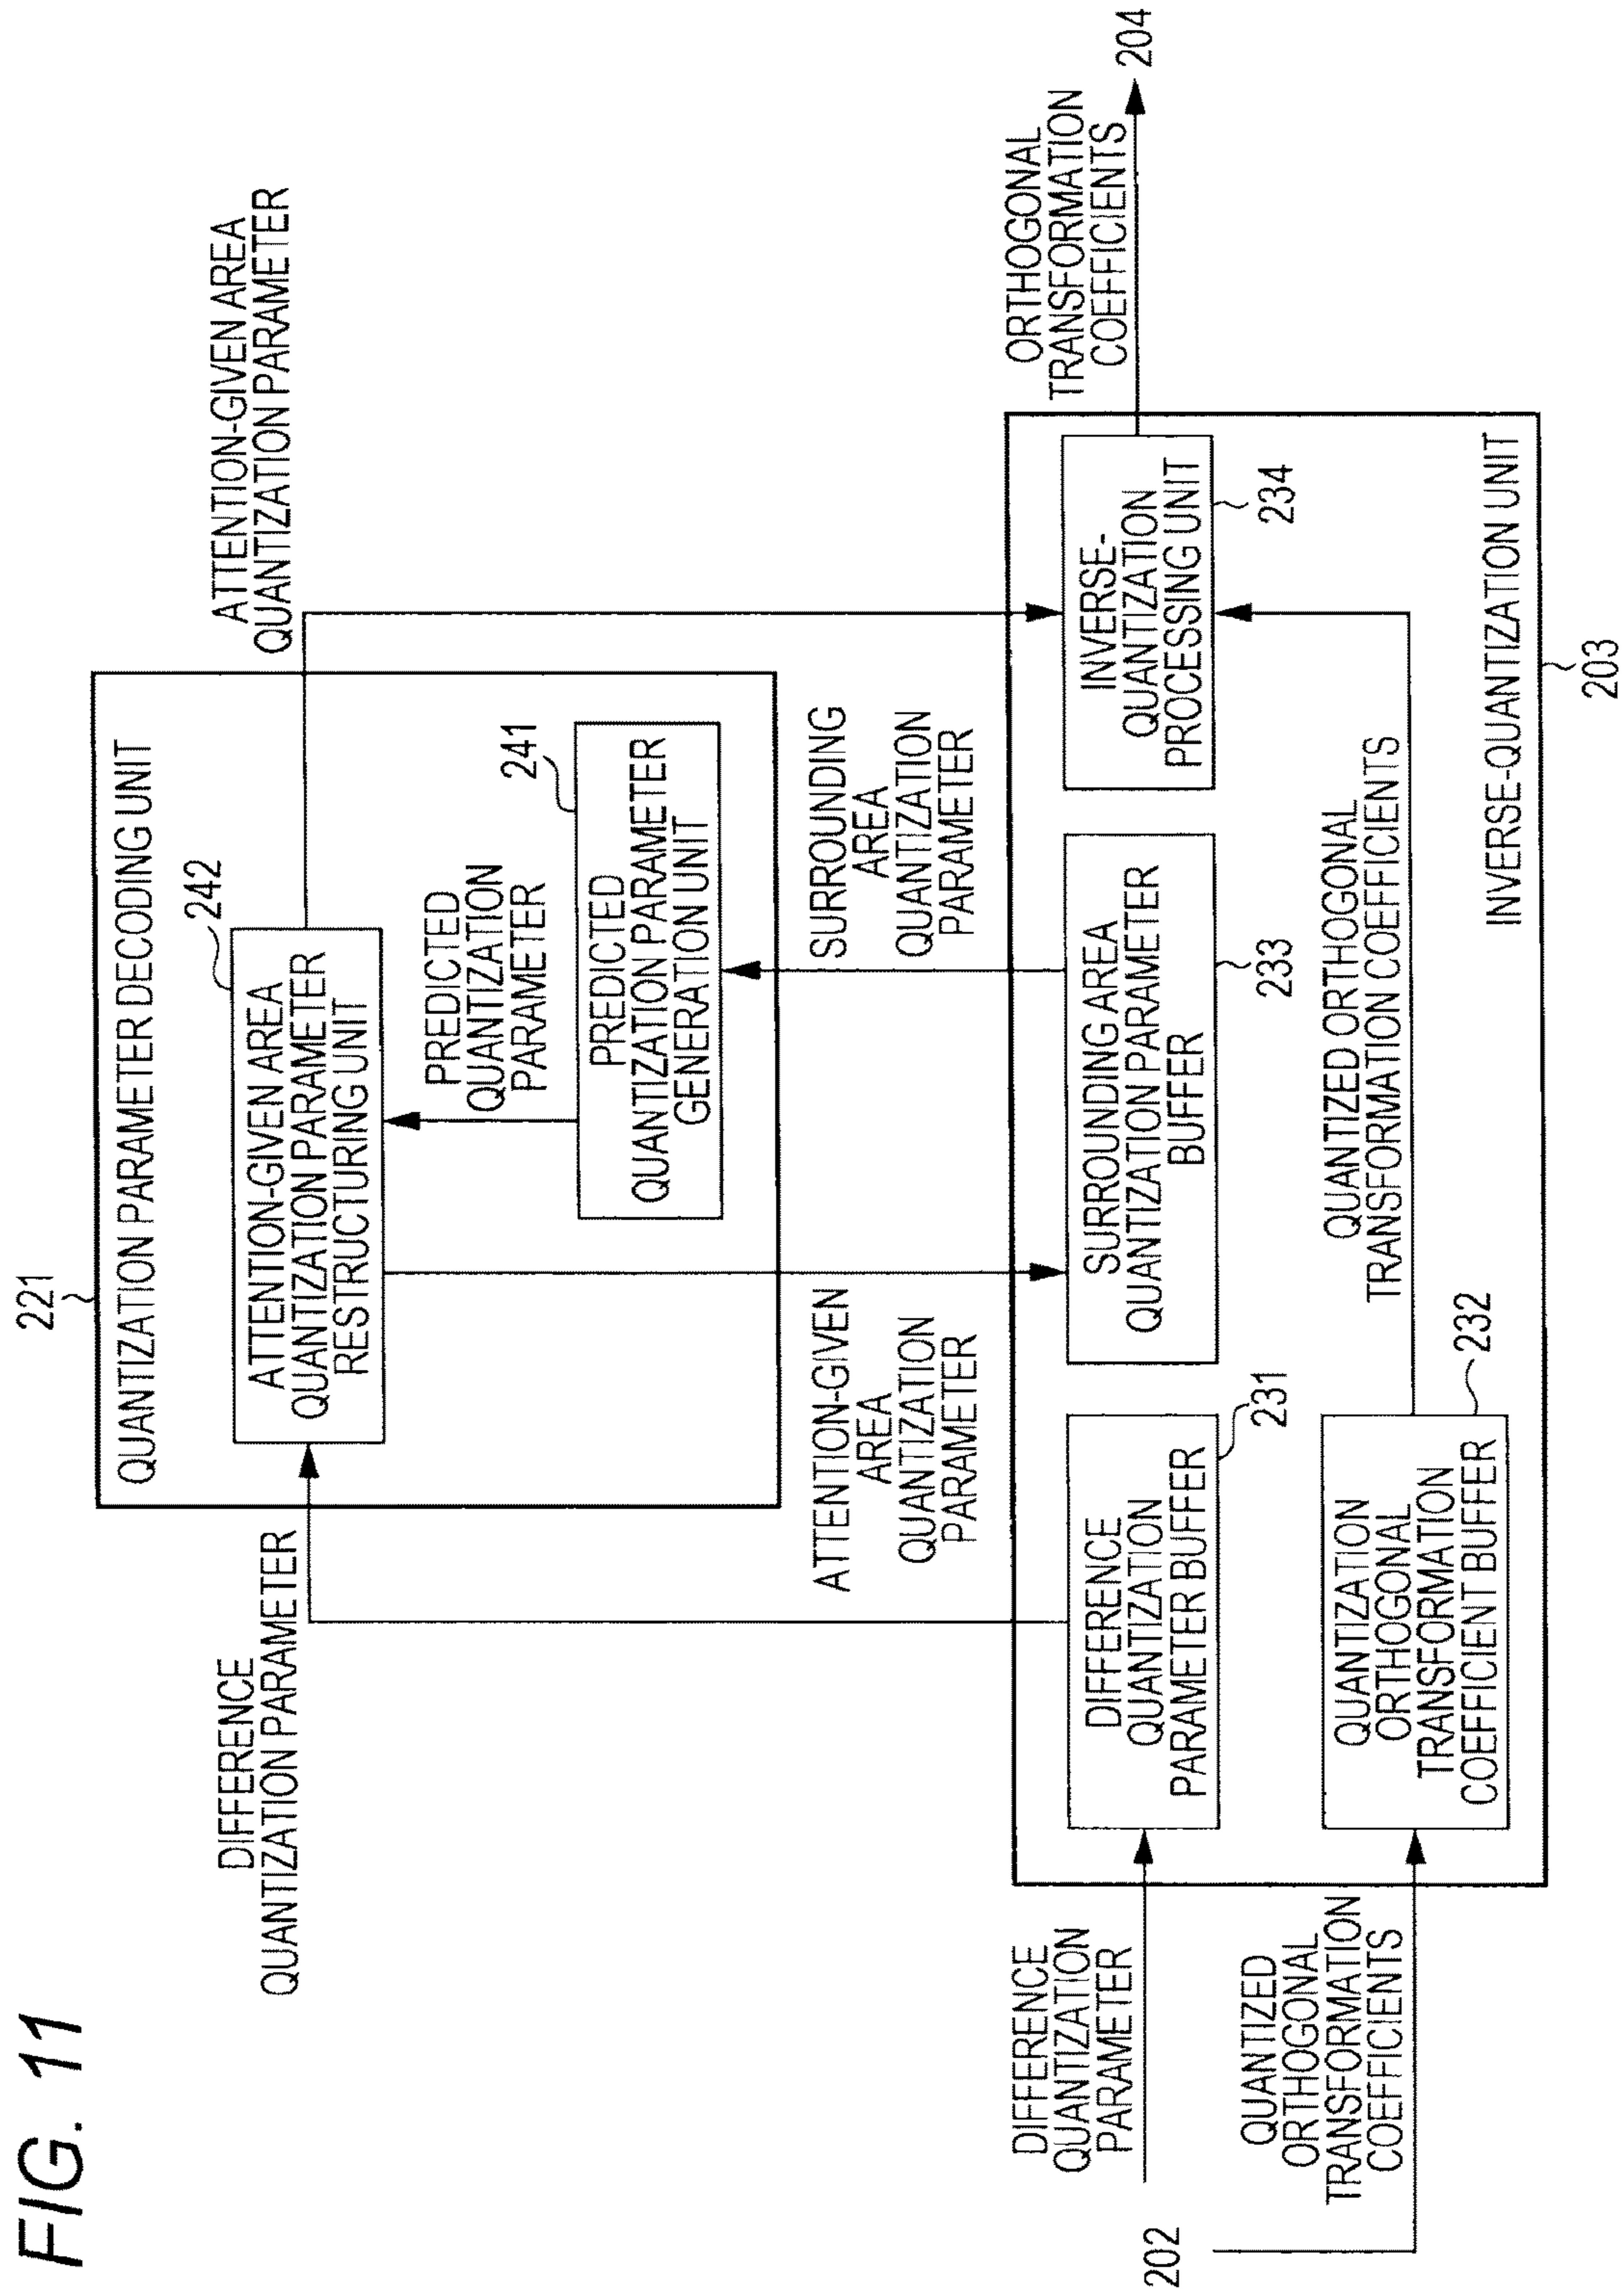 FIG. 11
221
QUANTIZATION PARAMETER DECODING UNIT
DIFFERENCE
QUANTIZATION PARAMETER
242
ATTENTION-GIVEN AREA
QUANTIZATION PARAMETER
RESTRUCTURING UNIT
ATTENTION-GIVEN AREA
QUANTIZATION PARAMETER
PREDICTED
QUANTIZATION
PARAMETER
241
PREDICTED
QUANTIZATION PARAMETER
GENERATION UNIT
ATTENTION-GIVEN
AREA
QUANTIZATION
PARAMETER
SURROUNDING
AREA
QUANTIZATION
PARAMETER
DIFFERENCE
QUANTIZATION
PARAMETER
DIFFERENCE
QUANTIZATION
PARAMETER BUFFER
231
SURROUNDING AREA
QUANTIZATION PARAMETER
BUFFER
233
INVERSE-
QUANTIZATION
PROCESSING UNIT
234
ORTHOGONAL
TRANSFORMATION
COEFFICIENTS
204
202
QUANTIZED
ORTHOGONAL
TRANSFORMATION
COEFFICIENTS
QUANTIZATION
ORTHOGONAL
TRANSFORMATION
COEFFICIENT BUFFER
232
QUANTIZED ORTHOGONAL
TRANSFORMATION COEFFICIENTS
INVERSE-QUANTIZATION UNIT
203